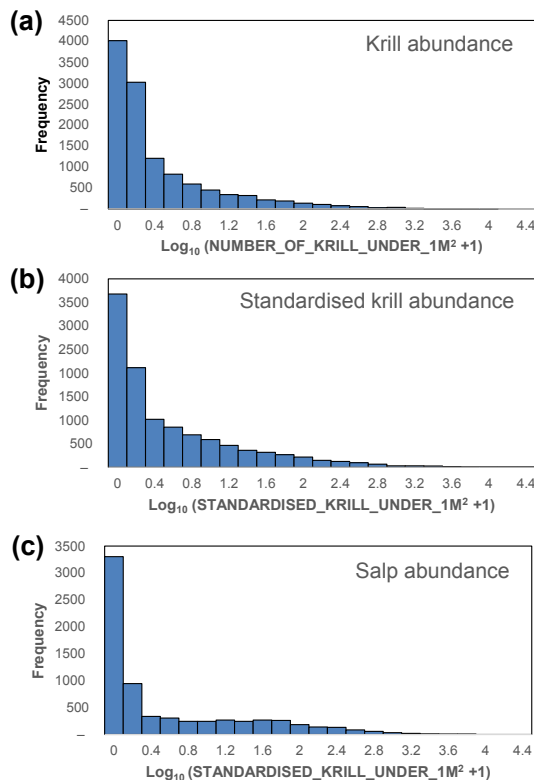 (a)
Krill abundance
Frequency
4500
4000
3500
3000
2500
2000
1500
1000
500
–
0 0.4 0.8 1.2 1.6 2 2.4 2.8 3.2 3.6 4 4.4
Log₁₀ (NUMBER_OF_KRILL_UNDER_1M² +1)
(b)
Standardised krill abundance
Frequency
4000
3500
3000
2500
2000
1500
1000
500
–
0 0.4 0.8 1.2 1.6 2 2.4 2.8 3.2 3.6 4 4.4
Log₁₀ (STANDARDISED_KRILL_UNDER_1M² +1)
(c)
Salp abundance
Frequency
3500
3000
2500
2000
1500
1000
500
–
0 0.4 0.8 1.2 1.6 2 2.4 2.8 3.2 3.6 4 4.4
Log₁₀ (STANDARDISED_KRILL_UNDER_1M² +1)